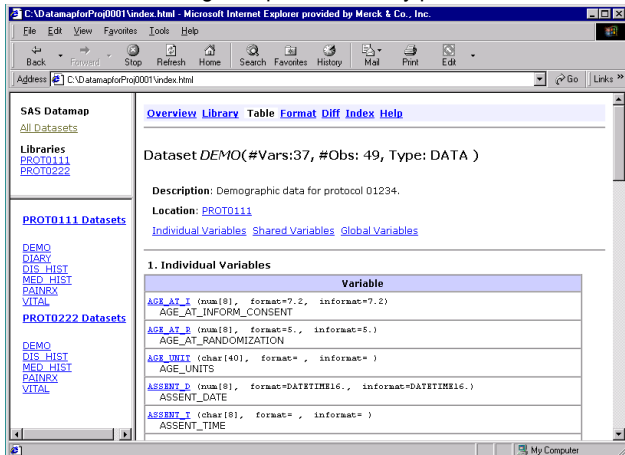 C:\DatamapforProj0001\index.html - Microsoft Internet Explorer provided by Merck & Co., Inc.
File Edit View Favorites Tools Help
Back Forward Stop Refresh Home Search Favorites History Mail Print Edit
Address C:\DatamapforProj0001\index.html Go Links »
SAS Datamap
All Datasets
Libraries
PROT0111
PROT0222
PROT0111 Datasets
DEMO
DIARY
DIS_HIST
MED_HIST
PAINRX
VITAL
PROT0222 Datasets
DEMO
DIS_HIST
MED_HIST
PAINRX
VITAL
Overview Library Table Format Diff Index Help
Dataset DEMO(#Vars:37, #Obs: 49, Type: DATA )
Description: Demographic data for protocol 01234.
Location: PROT0111
Individual Variables Shared Variables Global Variables
1. Individual Variables
Variable
AGE_AT_I (num[8], format=7.2, informat=7.2)
AGE_AT_INFORM_CONSENT
AGE_AT_R (num[8], format=5., informat=5.)
AGE_AT_RANDOMIZATION
AGE_UNIT (char[40], format= , informat= )
AGE_UNITS
ASSENT_D (num[8], format=DATETIME16., informat=DATETIME16.)
ASSENT_DATE
ASSENT_T (char[8], format= , informat= )
ASSENT_TIME
My Computer